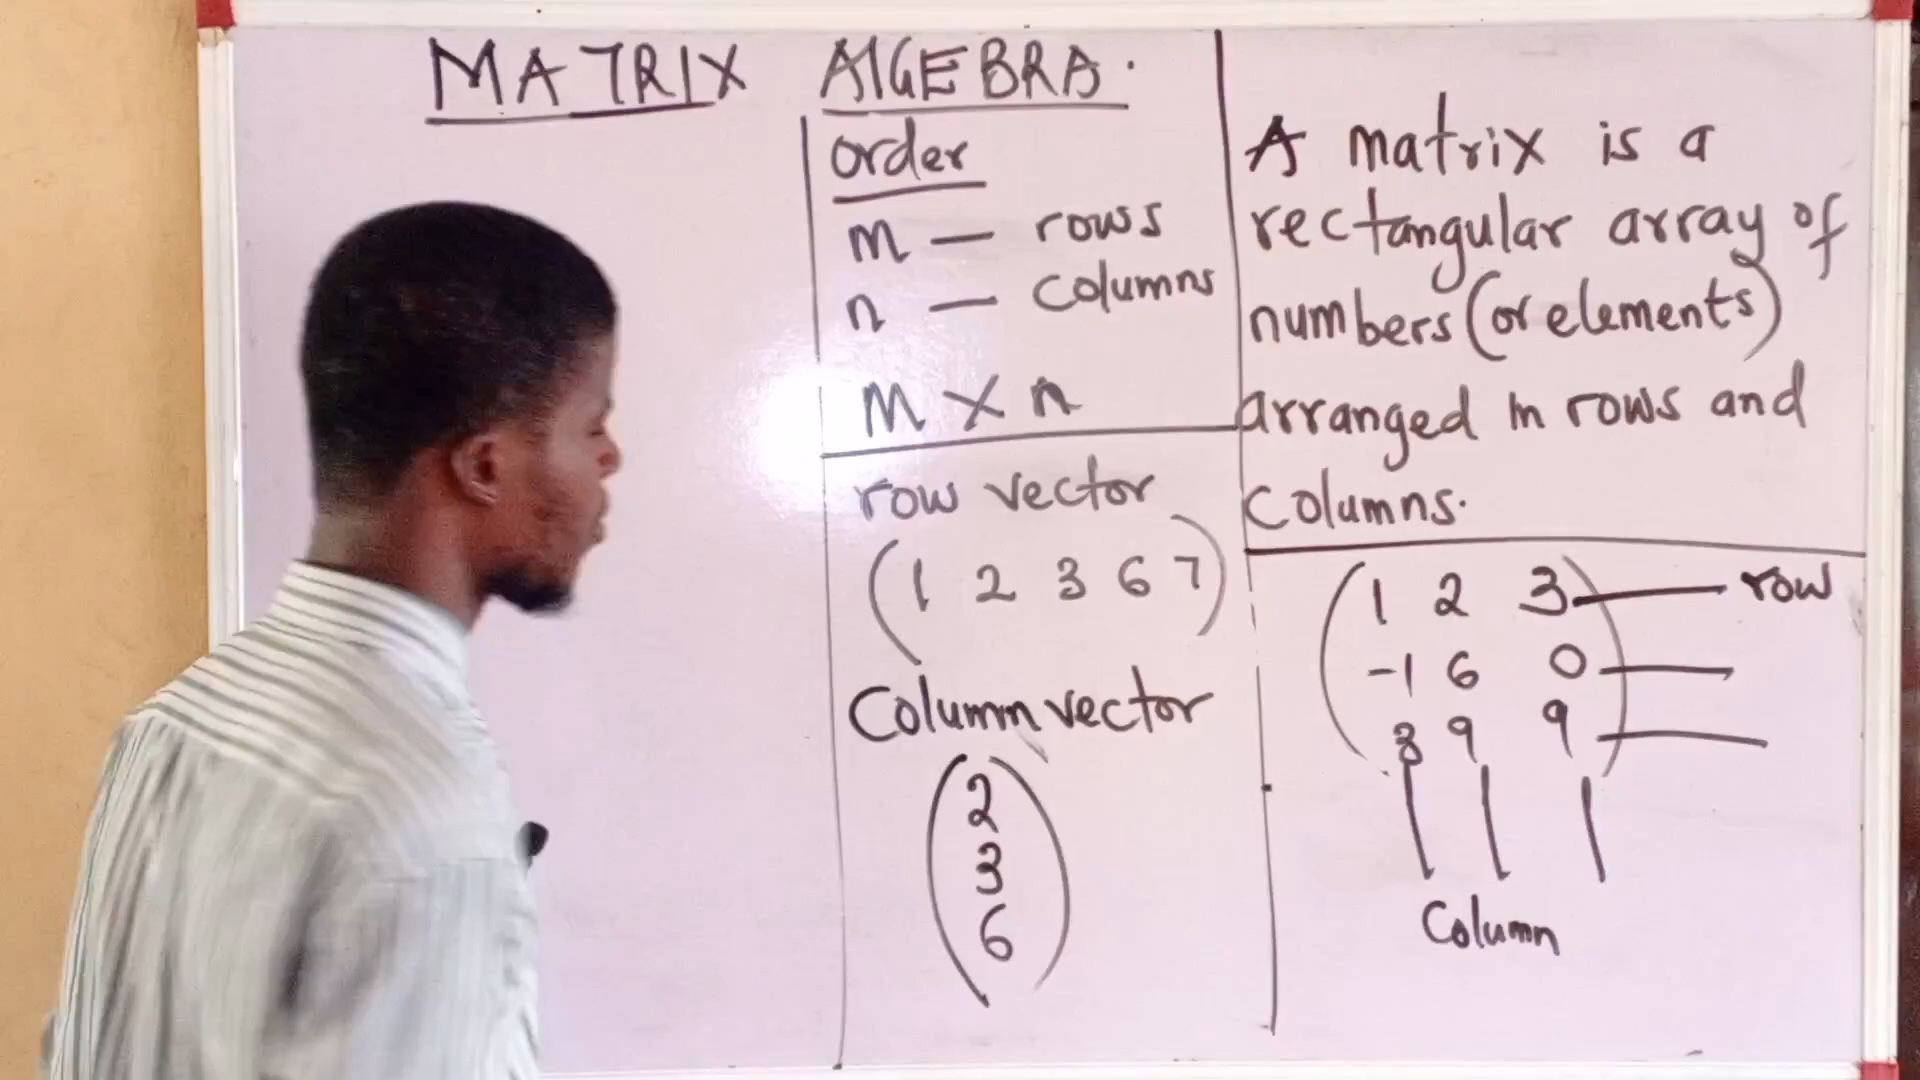 MATRIX ALGEBRA.
order
m — rows
n — columns
m × n
row vector
(1 2 3 6 7)
Column vector
2
3
6
A matrix is a
rectangular array of
numbers (or elements)
arranged in rows and
columns.
1 2 3 — row
-1 6 0
3 9 9
Column